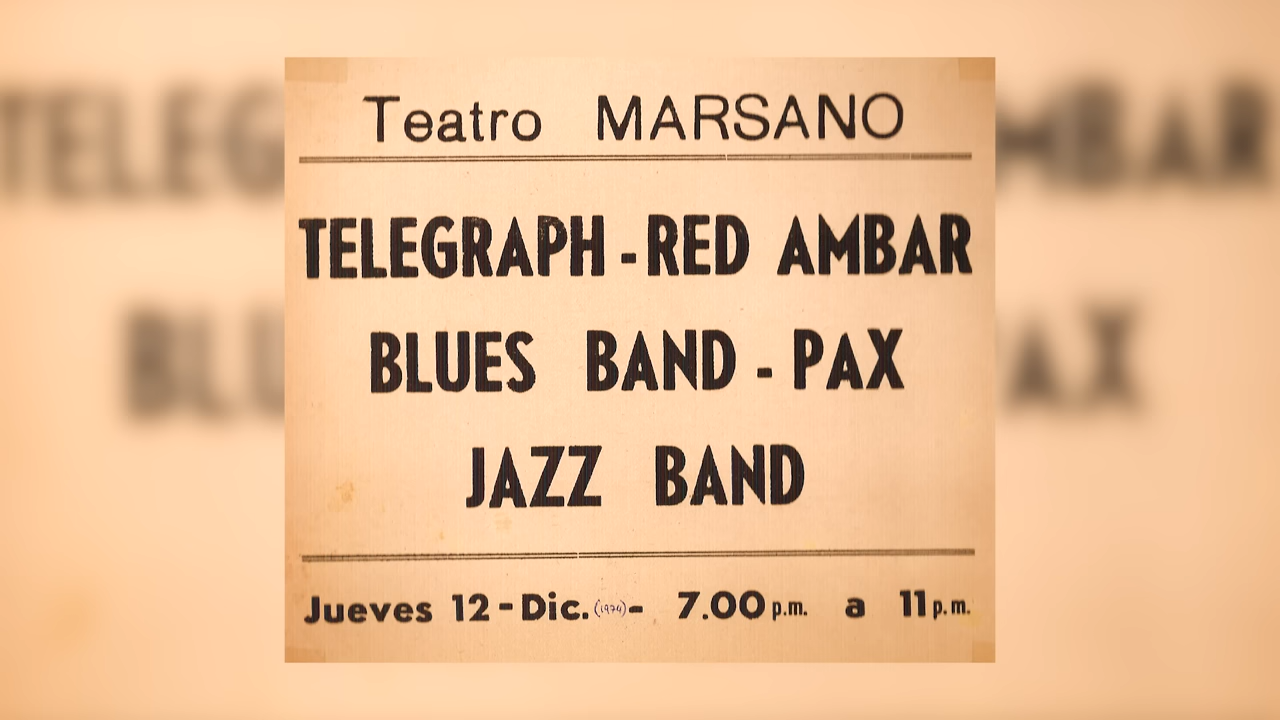 Teatro MARSANO
TELEGRAPH - RED AMBAR
BLUES BAND - PAX
JAZZ BAND
Jueves 12 - Dic. (1974) - 7.00 p.m. a 11 p.m.